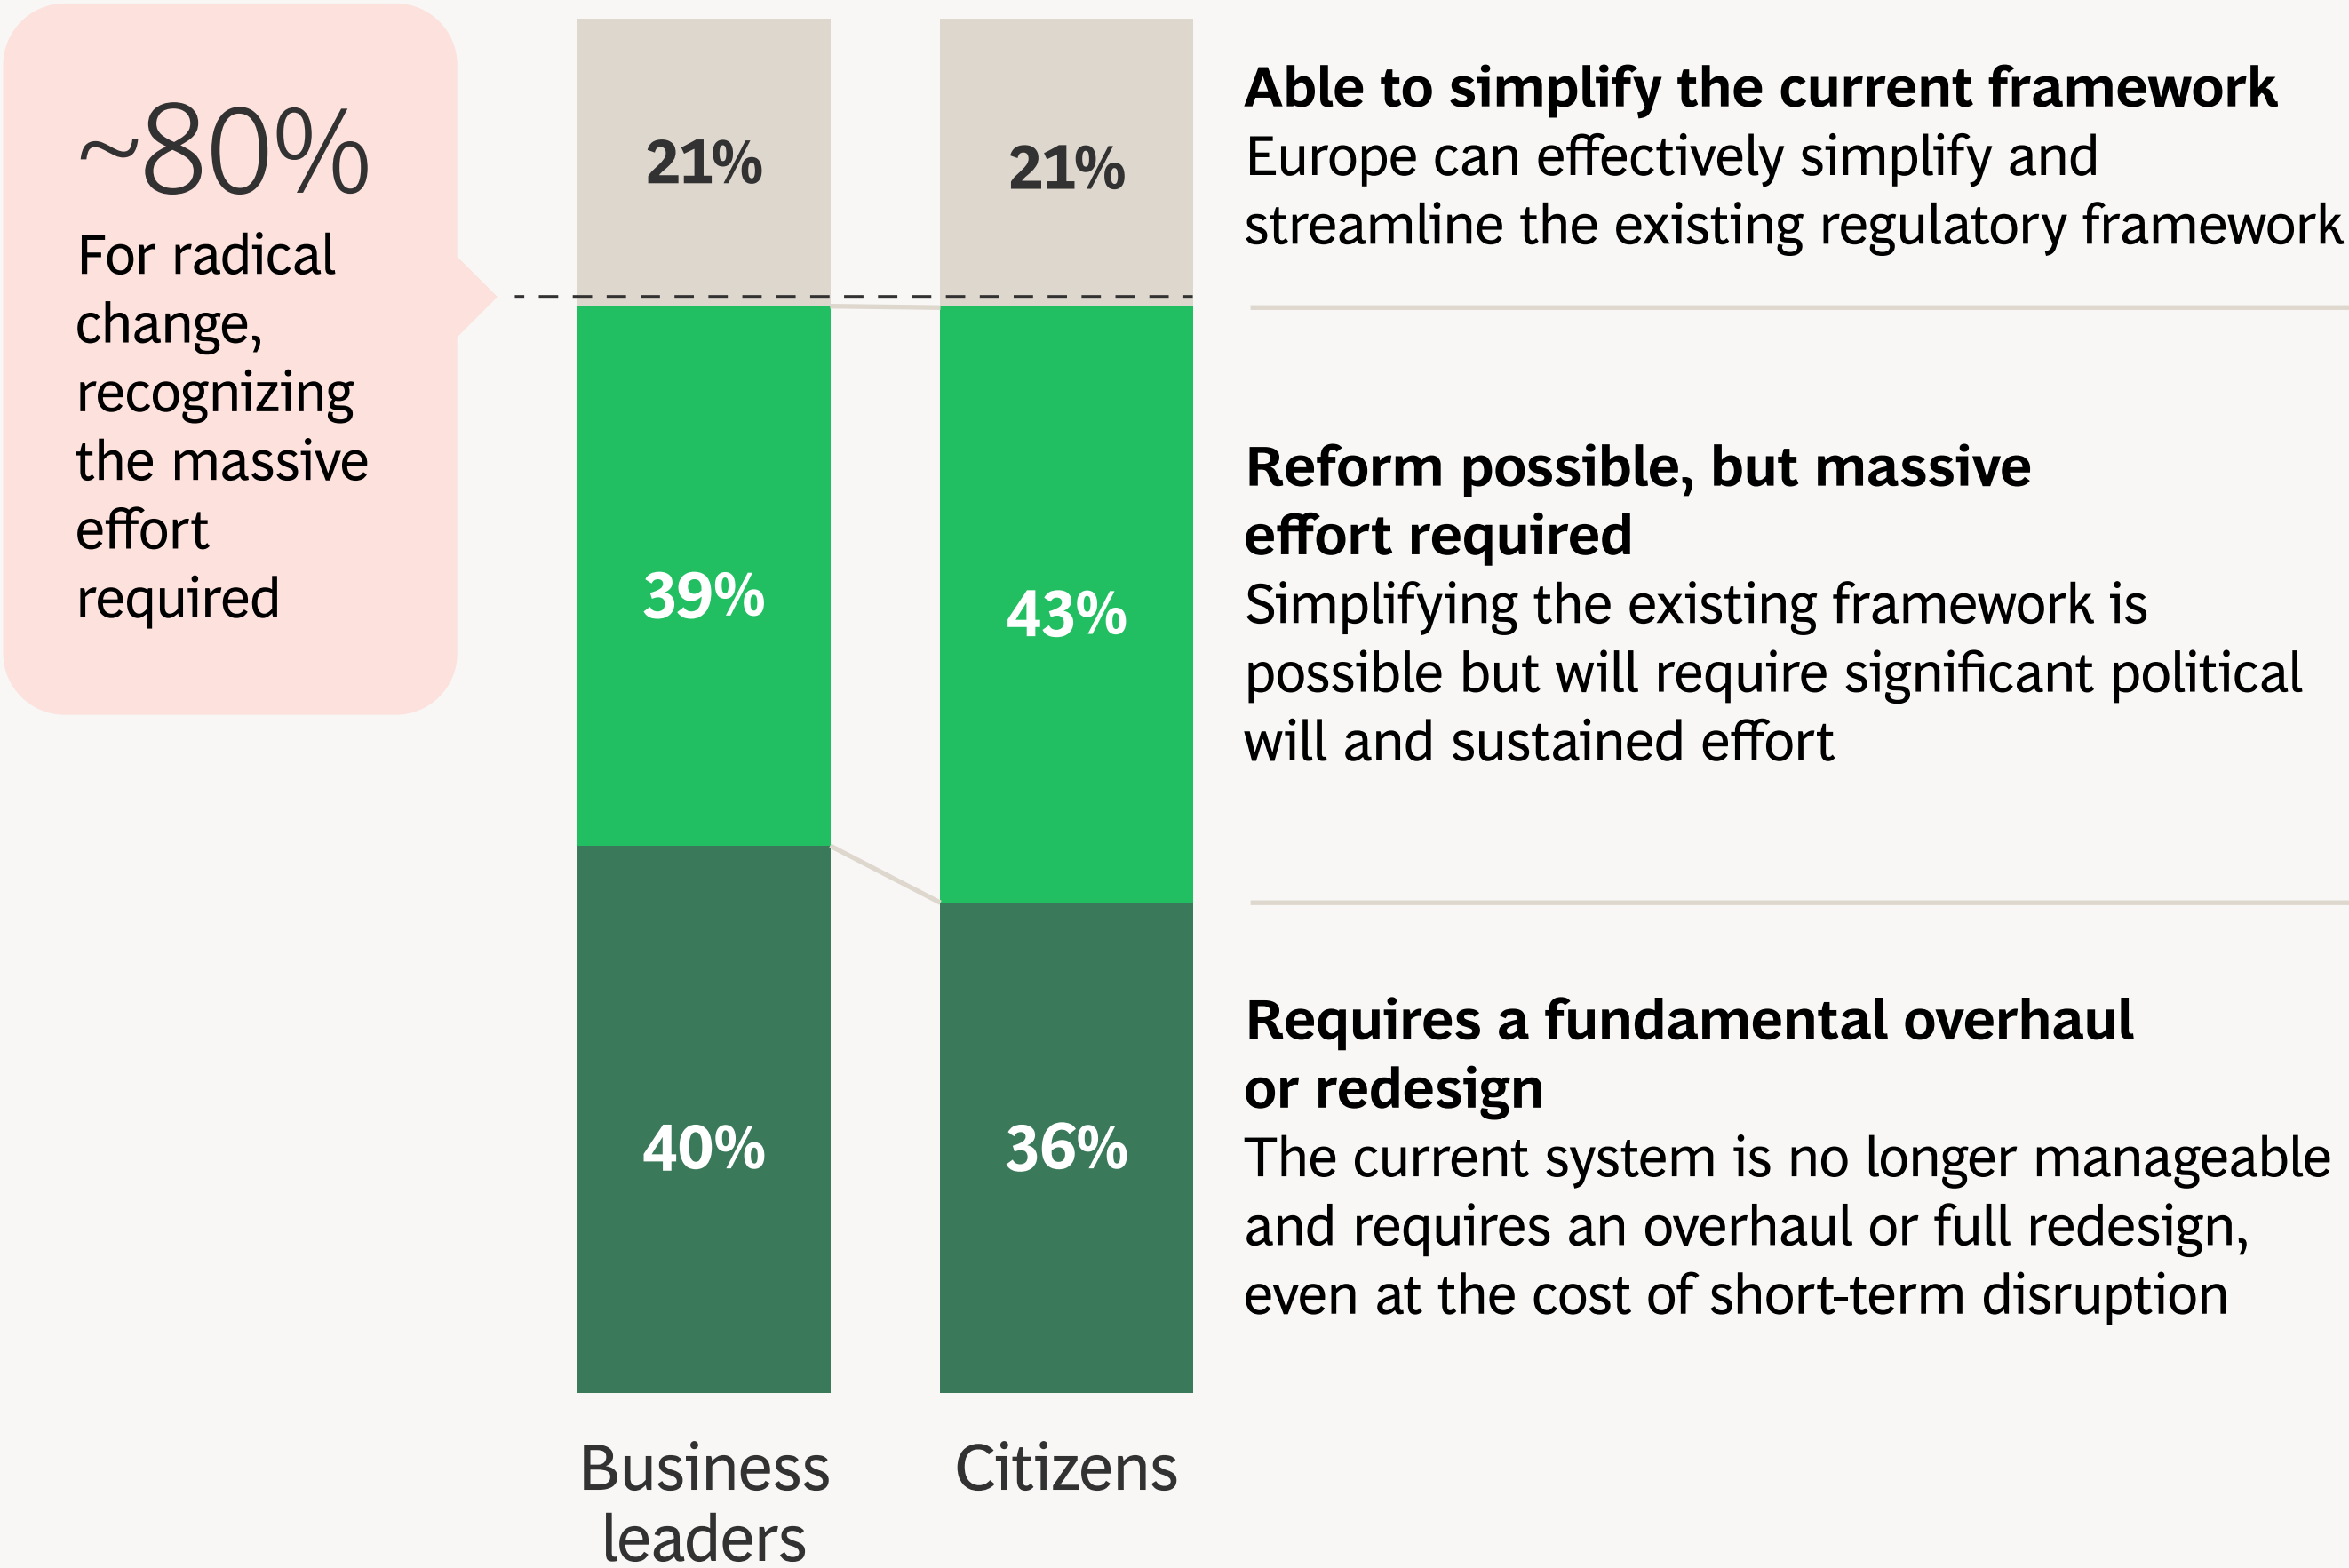 ~80%
For radical
change,
recognizing
the massive
effort
required
21%
21%
Able to simplify the current framework
Europe can effectively simplify and
streamline the existing regulatory framework
39%
43%
Reform possible, but massive
effort required
Simplifying the existing framework is
possible but will require significant political
will and sustained effort
40%
36%
Requires a fundamental overhaul
or redesign
The current system is no longer manageable
and requires an overhaul or full redesign,
even at the cost of short-term disruption
Business
leaders
Citizens